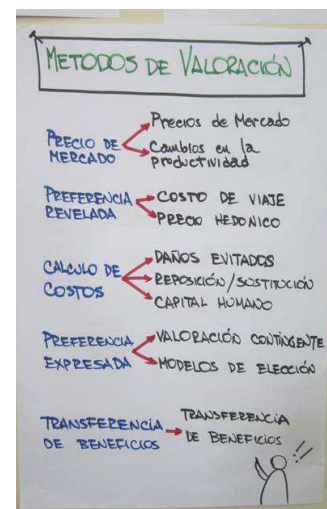 METODOS DE VALORACIÓN
PRECIO DE
MERCADO
Precios de Mercado
Cambios en la
productividad
PREFERENCIA
REVELADA
COSTO DE VIAJE
PRECIO HEDONICO
CALCULO DE
COSTOS
DAÑOS EVITADOS
REPOSICIÓN/SUSTITUCIÓN
CAPITAL HUMANO
PREFERENCIA
EXPRESADA
VALORACIÓN CONTINGENTE
MODELOS DE ELECCIÓN
TRANSFERENCIA
DE BENEFICIOS
TRANSFERENCIA
DE BENEFICIOS
!!